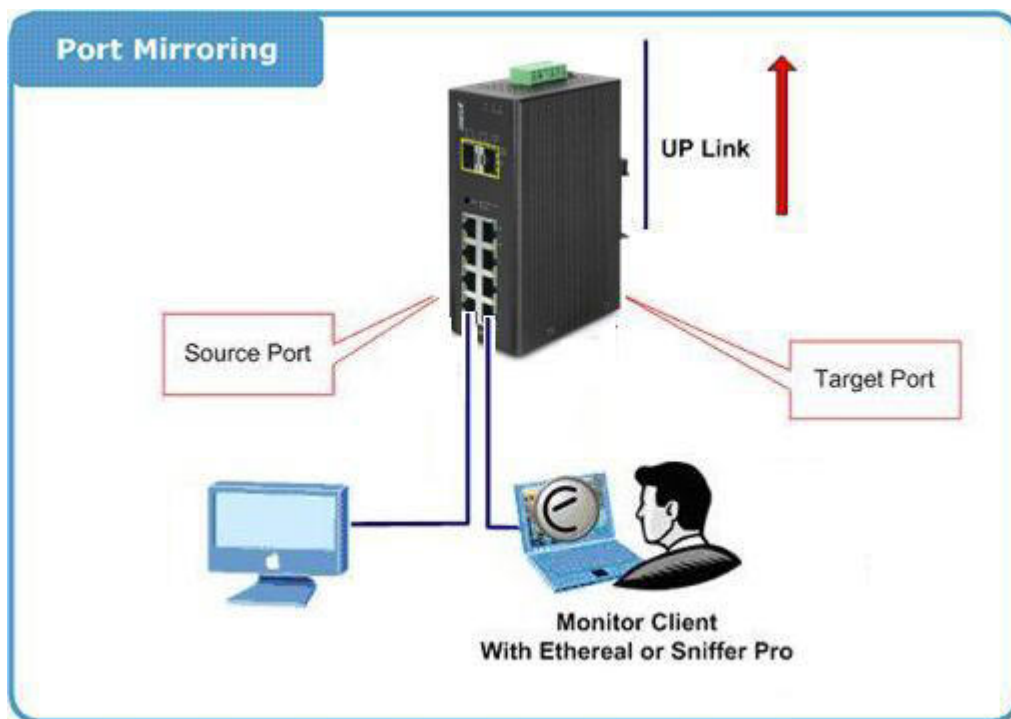 Port Mirroring
UP Link
Source Port
Target Port
Monitor Client
With Ethereal or Sniffer Pro